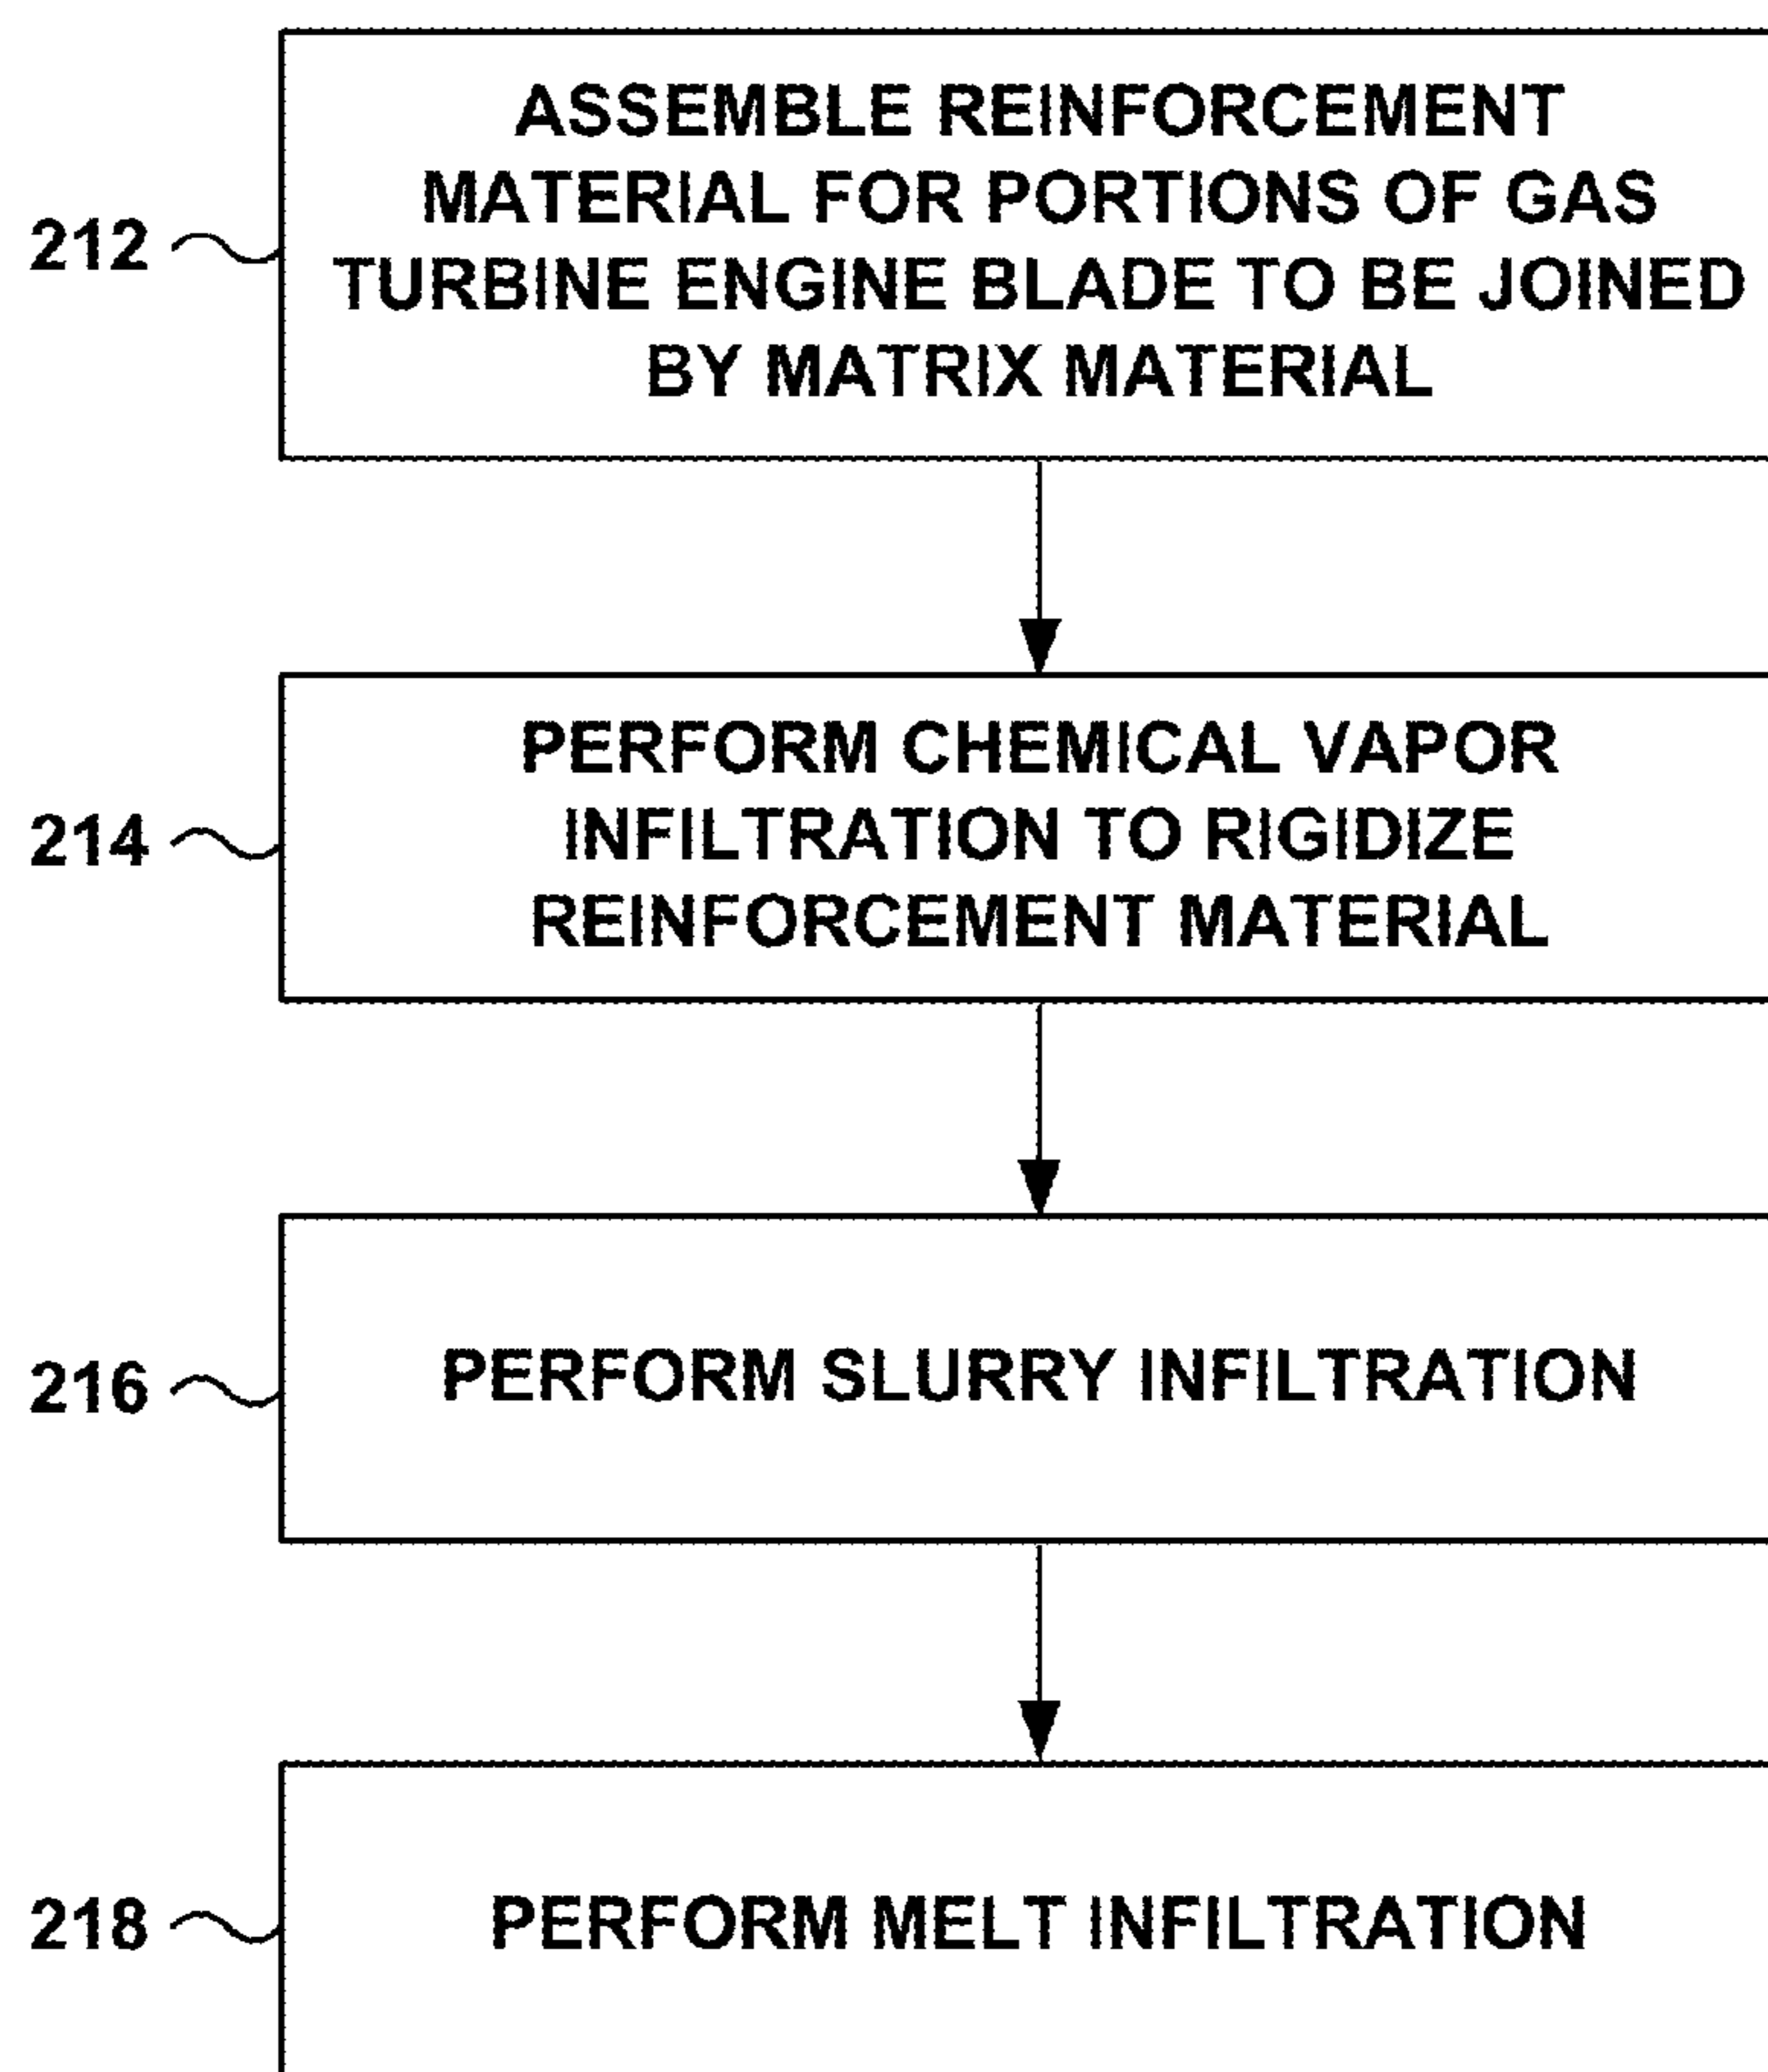 ASSEMBLE REINFORCEMENT
MATERIAL FOR PORTIONS OF GAS
212
TURBINE ENGINE BLADE TO BE JOINED
BY MATRIX MATERIAL
PERFORM CHEMICAL VAPOR
214
INFILTRATION TO RIGIDIZE
REINFORCEMENT MATERIAL
216
PERFORM SLURRY INFILTRATION
218
PERFORM MELT INFILTRATION